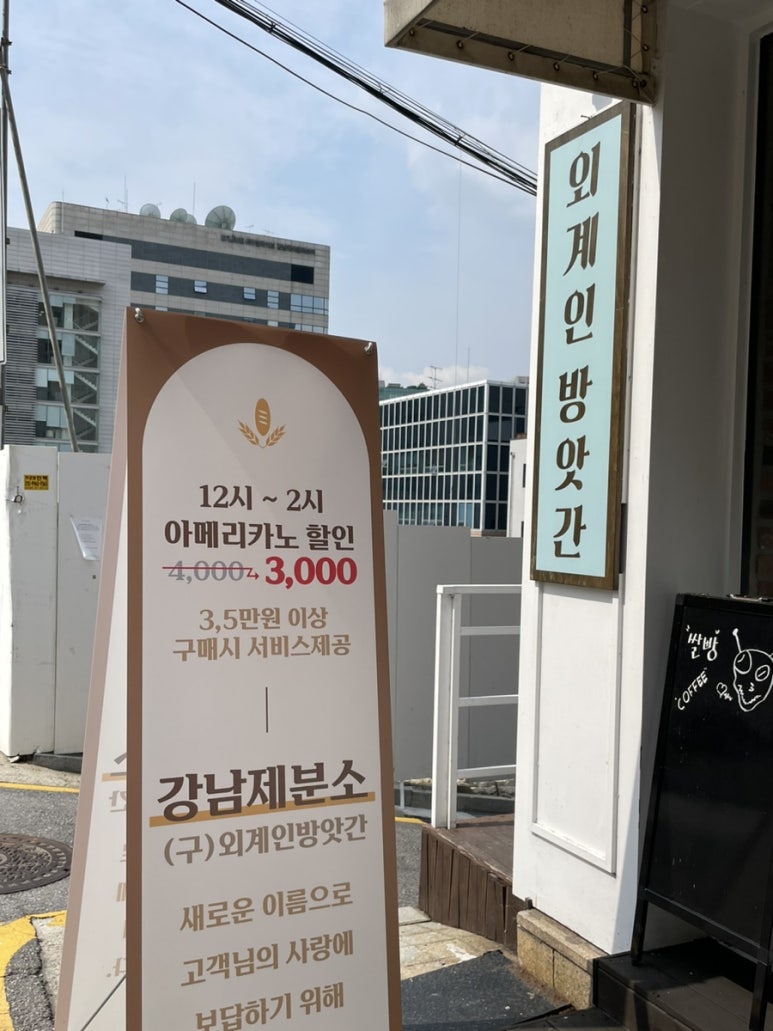 외계인방앗간
12시 ~ 2시
아메리카노 할인
4,000↳3,000
3,5만원 이상
구매시 서비스제공
강남제분소
(구)외계인방앗간
새로운 이름으로
고객님의 사랑에
보답하기 위해
"쌀빵"
COFFEE